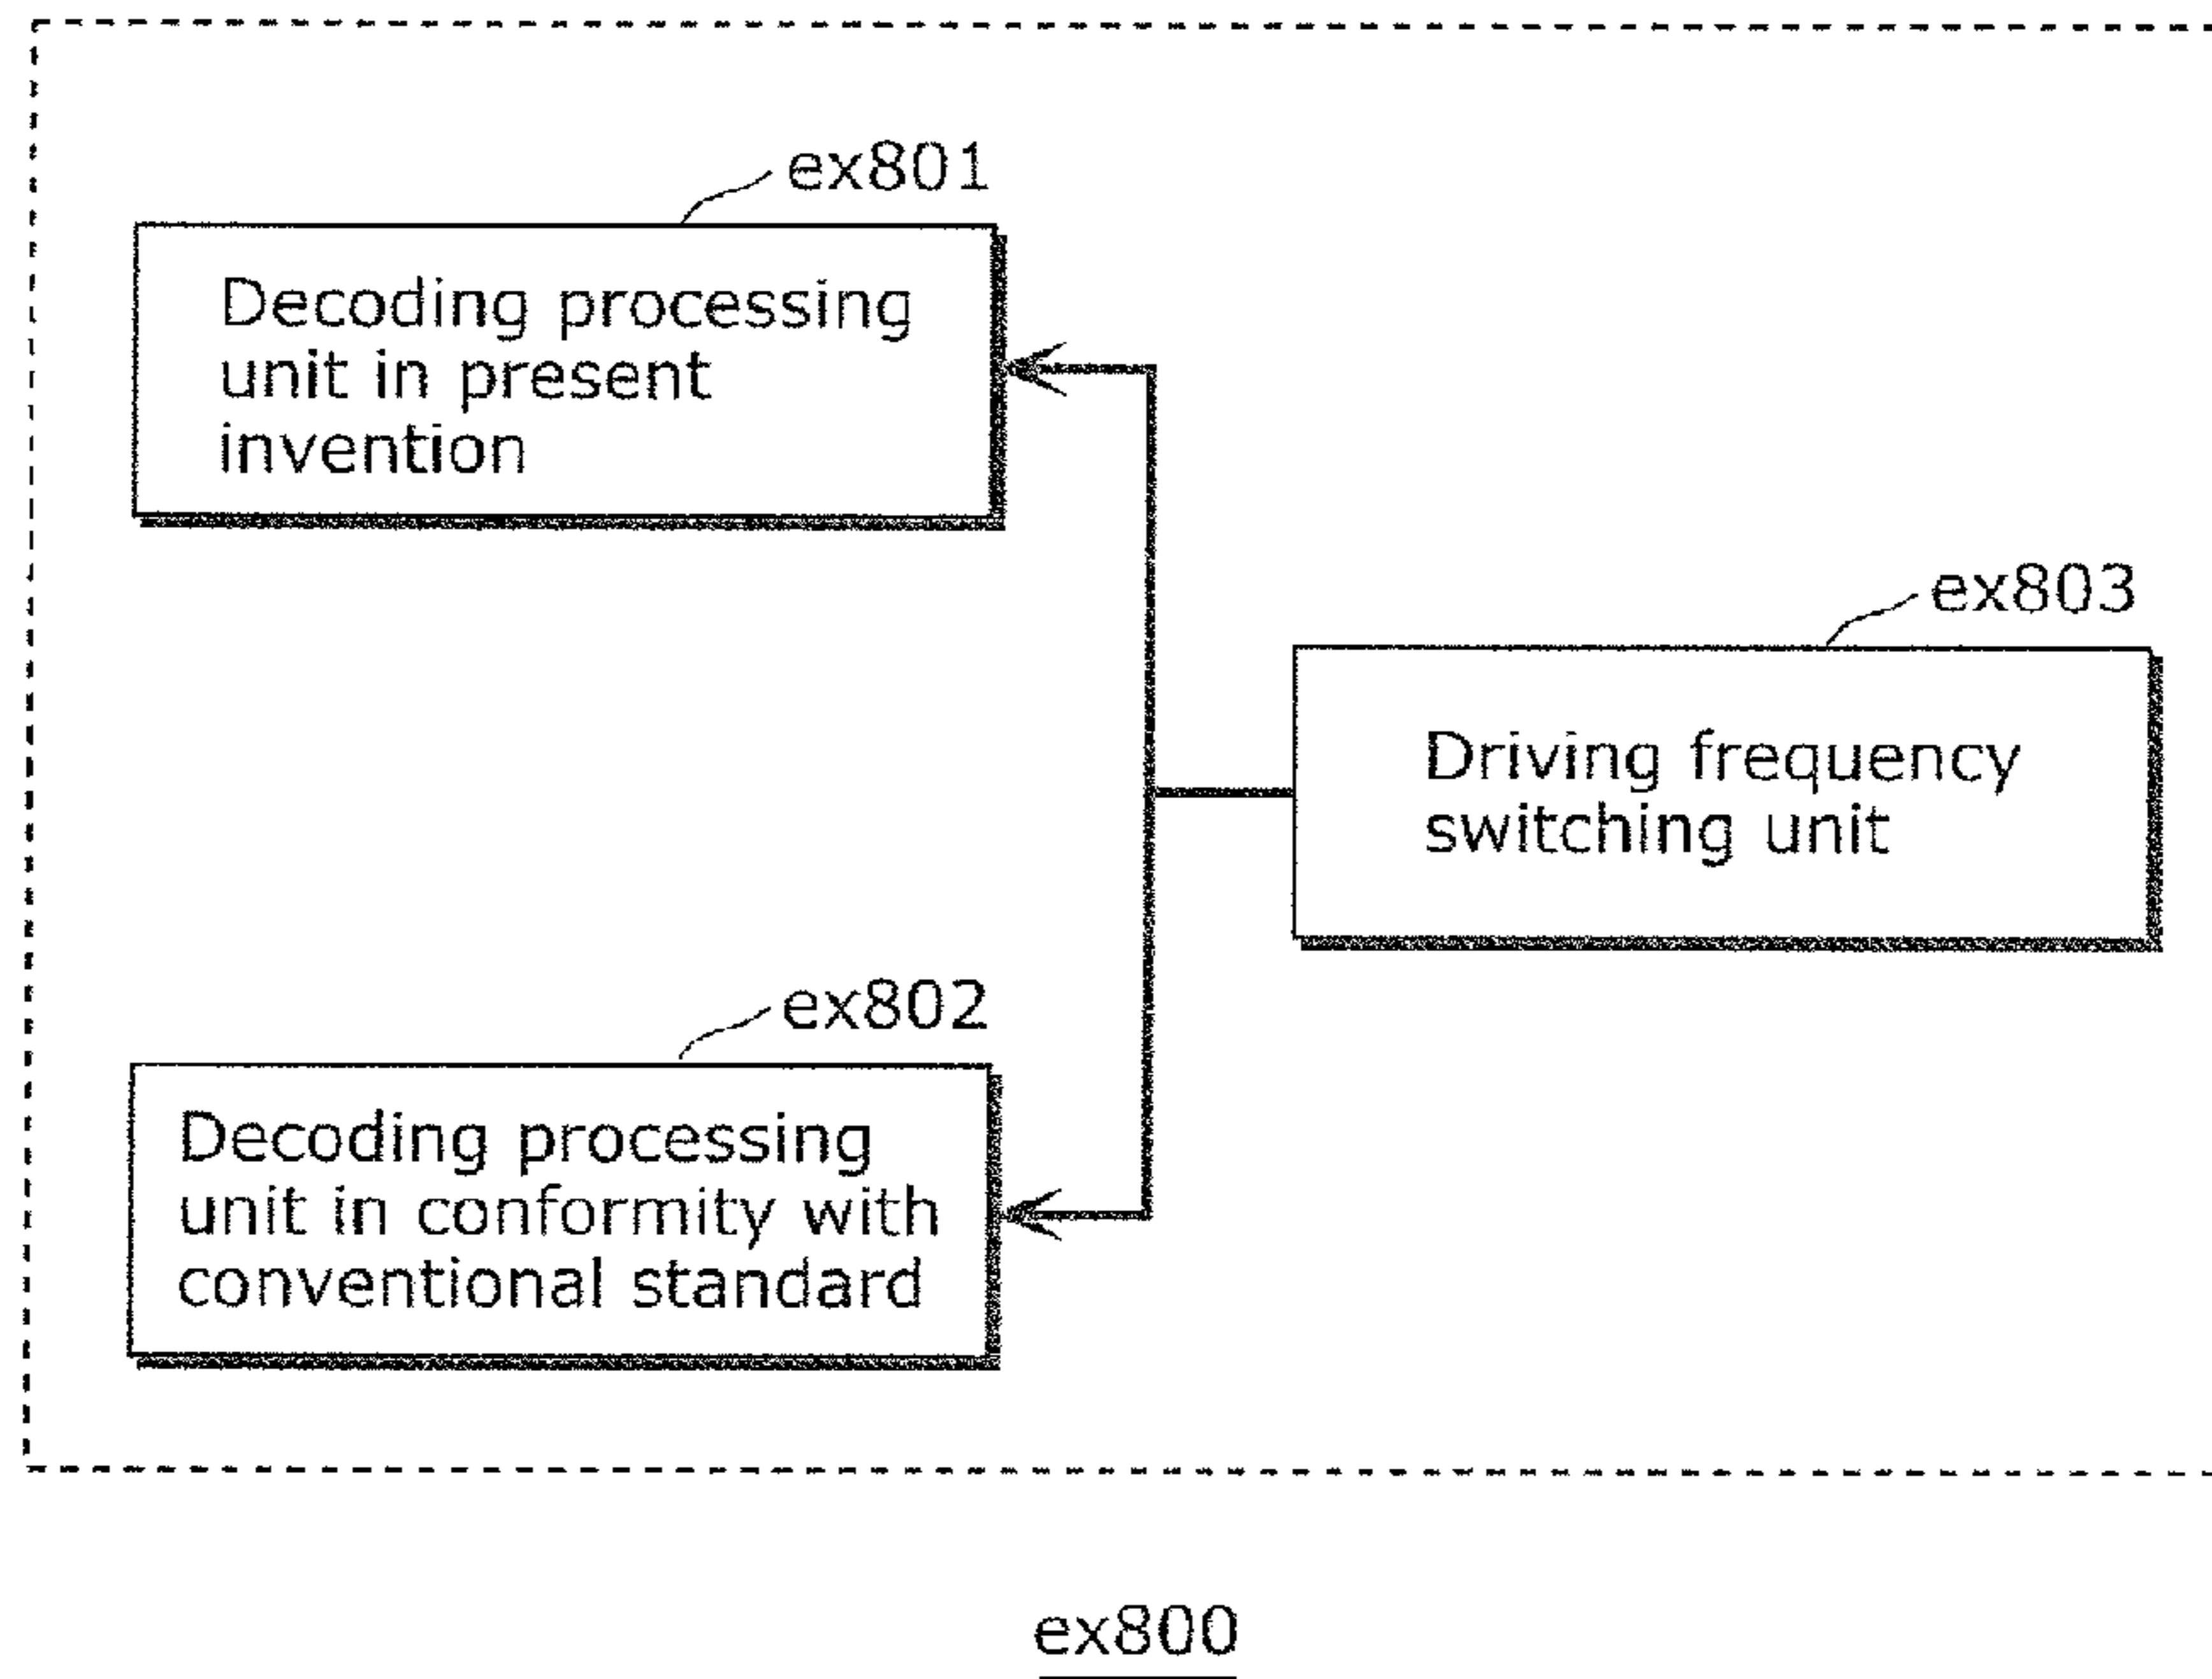 ex801
Decoding processing
unit in present
invention
ex803
Driving frequency
switching unit
ex802
Decoding processing
unit in conformity with
conventional standard
ex800